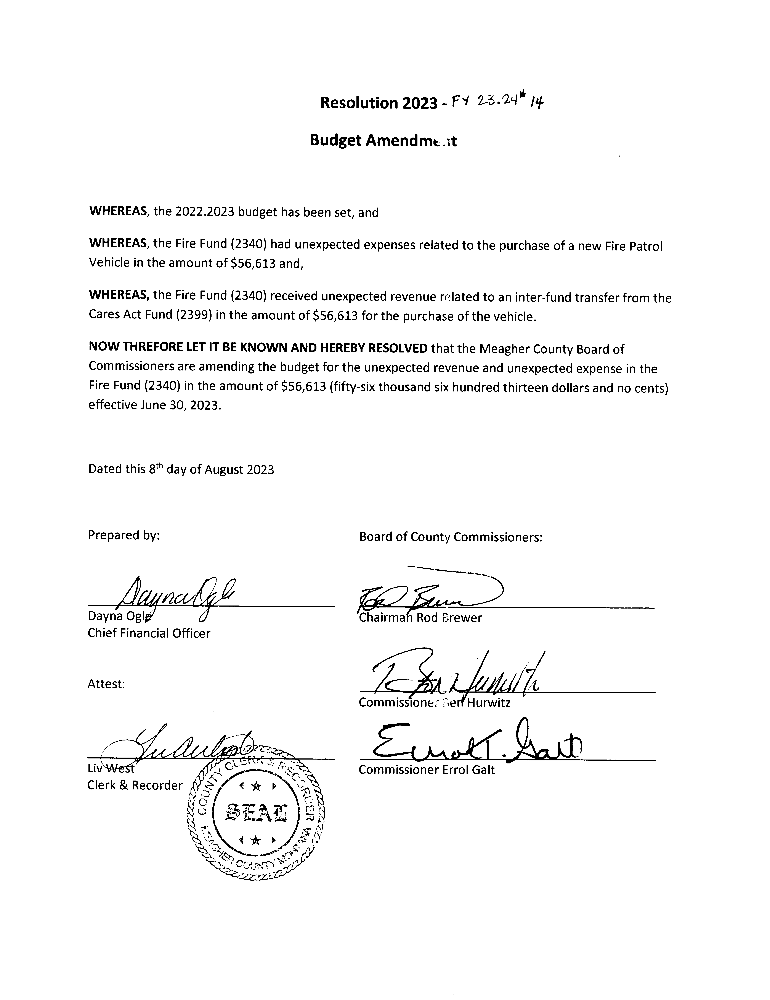 Resolution 2023 - FY 23.24 # 14
Budget Amendment
WHEREAS, the 2022.2023 budget has been set, and
WHEREAS, the Fire Fund (2340) had unexpected expenses related to the purchase of a new Fire Patrol
Vehicle in the amount of $56,613 and,
WHEREAS, the Fire Fund (2340) received unexpected revenue related to an inter-fund transfer from the
Cares Act Fund (2399) in the amount of $56,613 for the purchase of the vehicle.
NOW THREFORE LET IT BE KNOWN AND HEREBY RESOLVED that the Meagher County Board of
Commissioners are amending the budget for the unexpected revenue and unexpected expense in the
Fire Fund (2340) in the amount of $56,613 (fifty-six thousand six hundred thirteen dollars and no cents)
effective June 30, 2023.
Dated this 8th day of August 2023
Prepared by:
Dayna Ogle
Dayna Ogle
Chief Financial Officer
Attest:
Liv West
Clerk & Recorder
COUNTY CLERK & RECORDER
SEAL
MEAGHER COUNTY MONTANA
Board of County Commissioners:
Rod Brewer
Chairman Rod Brewer
Ben Hurwitz
Commissioner Ben Hurwitz
Errol T. Galt
Commissioner Errol Galt